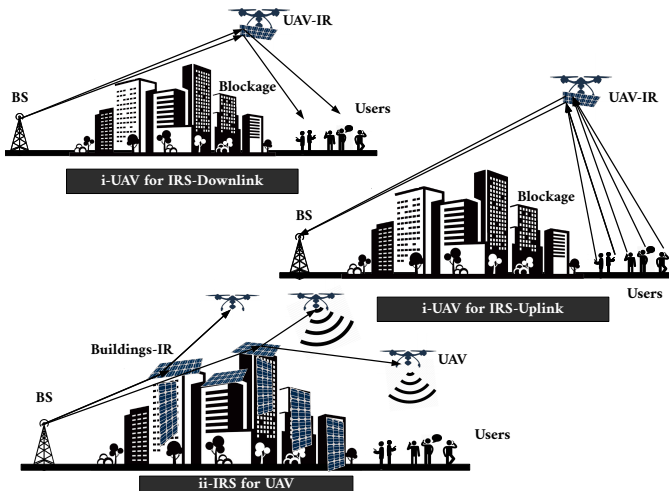 UAV-IR
BS
Blockage
Users
i-UAV for IRS-Downlink
UAV-IR
Blockage
BS
Users
i-UAV for IRS-Uplink
Buildings-IR
UAV
BS
Users
ii-IRS for UAV